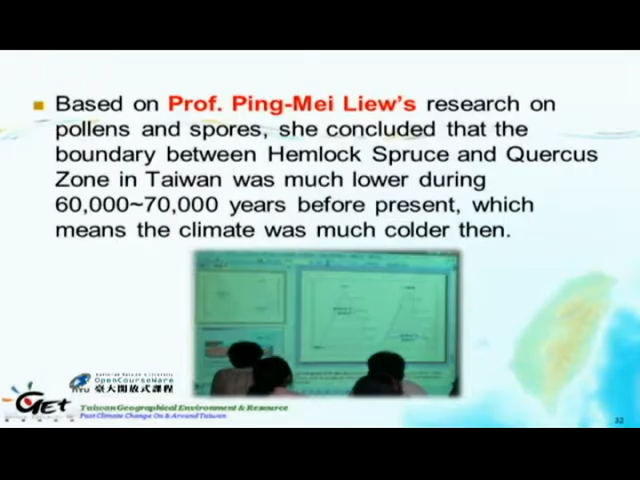 Based on Prof. Ping-Mei Liew's research on
pollens and spores, she concluded that the
boundary between Hemlock Spruce and Quercus
Zone in Taiwan was much lower during
60,000~70,000 years before present, which
means the climate was much colder then.
OpenCourseWare
臺大開放式課程
GET
Taiwan Geographical Environment & Resource
Past Climate Change On & Around Taiwan
32